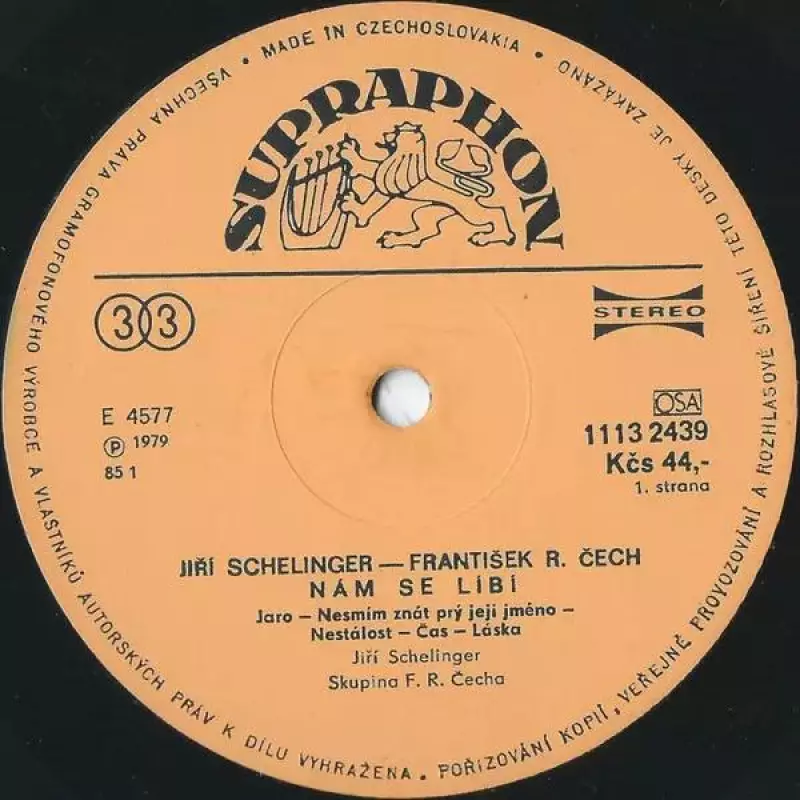 VŠECHNA PRÁVA GRAMOFONOVÉHO VÝROBCE A VLASTNÍKŮ AUTORSKÝCH PRÁV K DÍLU VYHRAŽENA. POŘIZOVÁNÍ KOPIÍ, VEŘEJNĚ PROVOZOVÁNÍ A ROZHLASOVÉ ŠÍŘENÍ TÉTO DESKY JE ZAKÁZÁNO • MADE IN CZECHOSLOVAKIA •
SUPRAPHON
33
STEREO
E 4577
Ⓟ 1979
85 1
OSA
1113 2439
Kčs 44,-
1. strana
JIŘÍ SCHELINGER — FRANTIŠEK R. ČECH
NÁM SE LÍBÍ
Jaro – Nesmím znát prý její jméno –
Nestálost – Čas – Láska
Jiří Schelinger
Skupina F. R. Čecha